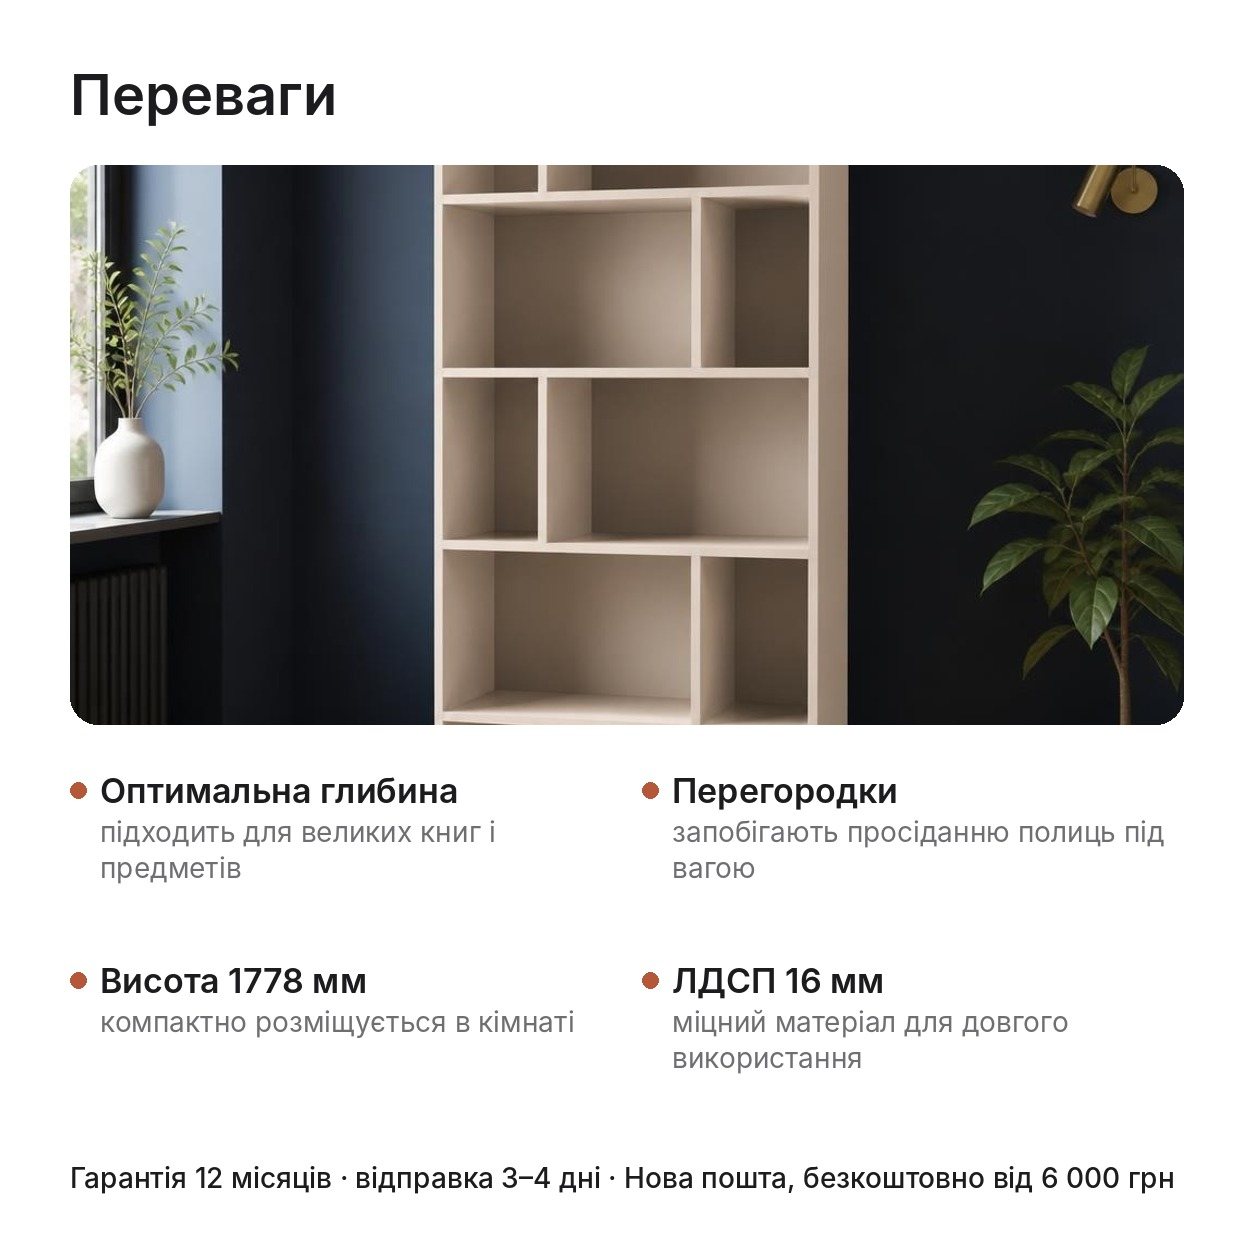 Переваги
Оптимальна глибина
підходить для великих книг і
предметів
Перегородки
запобігають просіданню полиць під
вагою
Висота 1778 мм
компактно розміщується в кімнаті
ЛДСП 16 мм
міцний матеріал для довгого
використання
Гарантія 12 місяців · відправка 3–4 дні · Нова пошта, безкоштовно від 6 000 грн